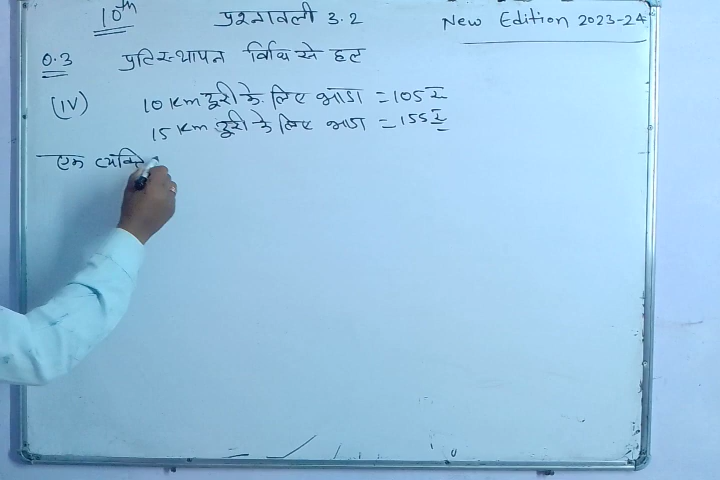 10th प्रश्नावली 3.2 New Edition 2023-24
Q.3 प्रतिस्थापन विधि से हल
(IV) 10 Km दूरी के लिए भाडा = 105 रु
15 Km दूरी के लिए भाडा = 155 रु
एक व्यक्ति